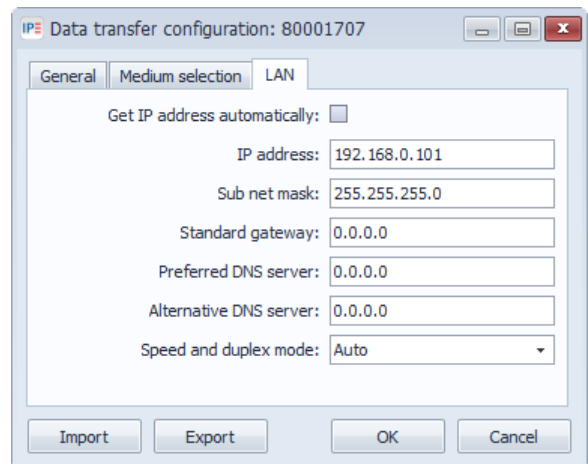 IPE Data transfer configuration: 80001707
General Medium selection LAN
Get IP address automatically:
IP address: 192.168.0.101
Sub net mask: 255.255.255.0
Standard gateway: 0.0.0.0
Preferred DNS server: 0.0.0.0
Alternative DNS server: 0.0.0.0
Speed and duplex mode: Auto
Import Export OK Cancel